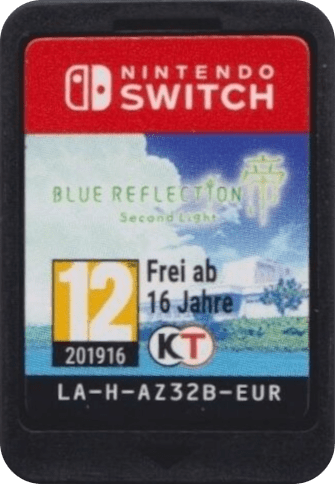 NINTENDO
SWITCH
BLUE REFLECTION 帝
Second Light
12
Frei ab
16 Jahre
201916
KT
LA-H-AZ32B-EUR